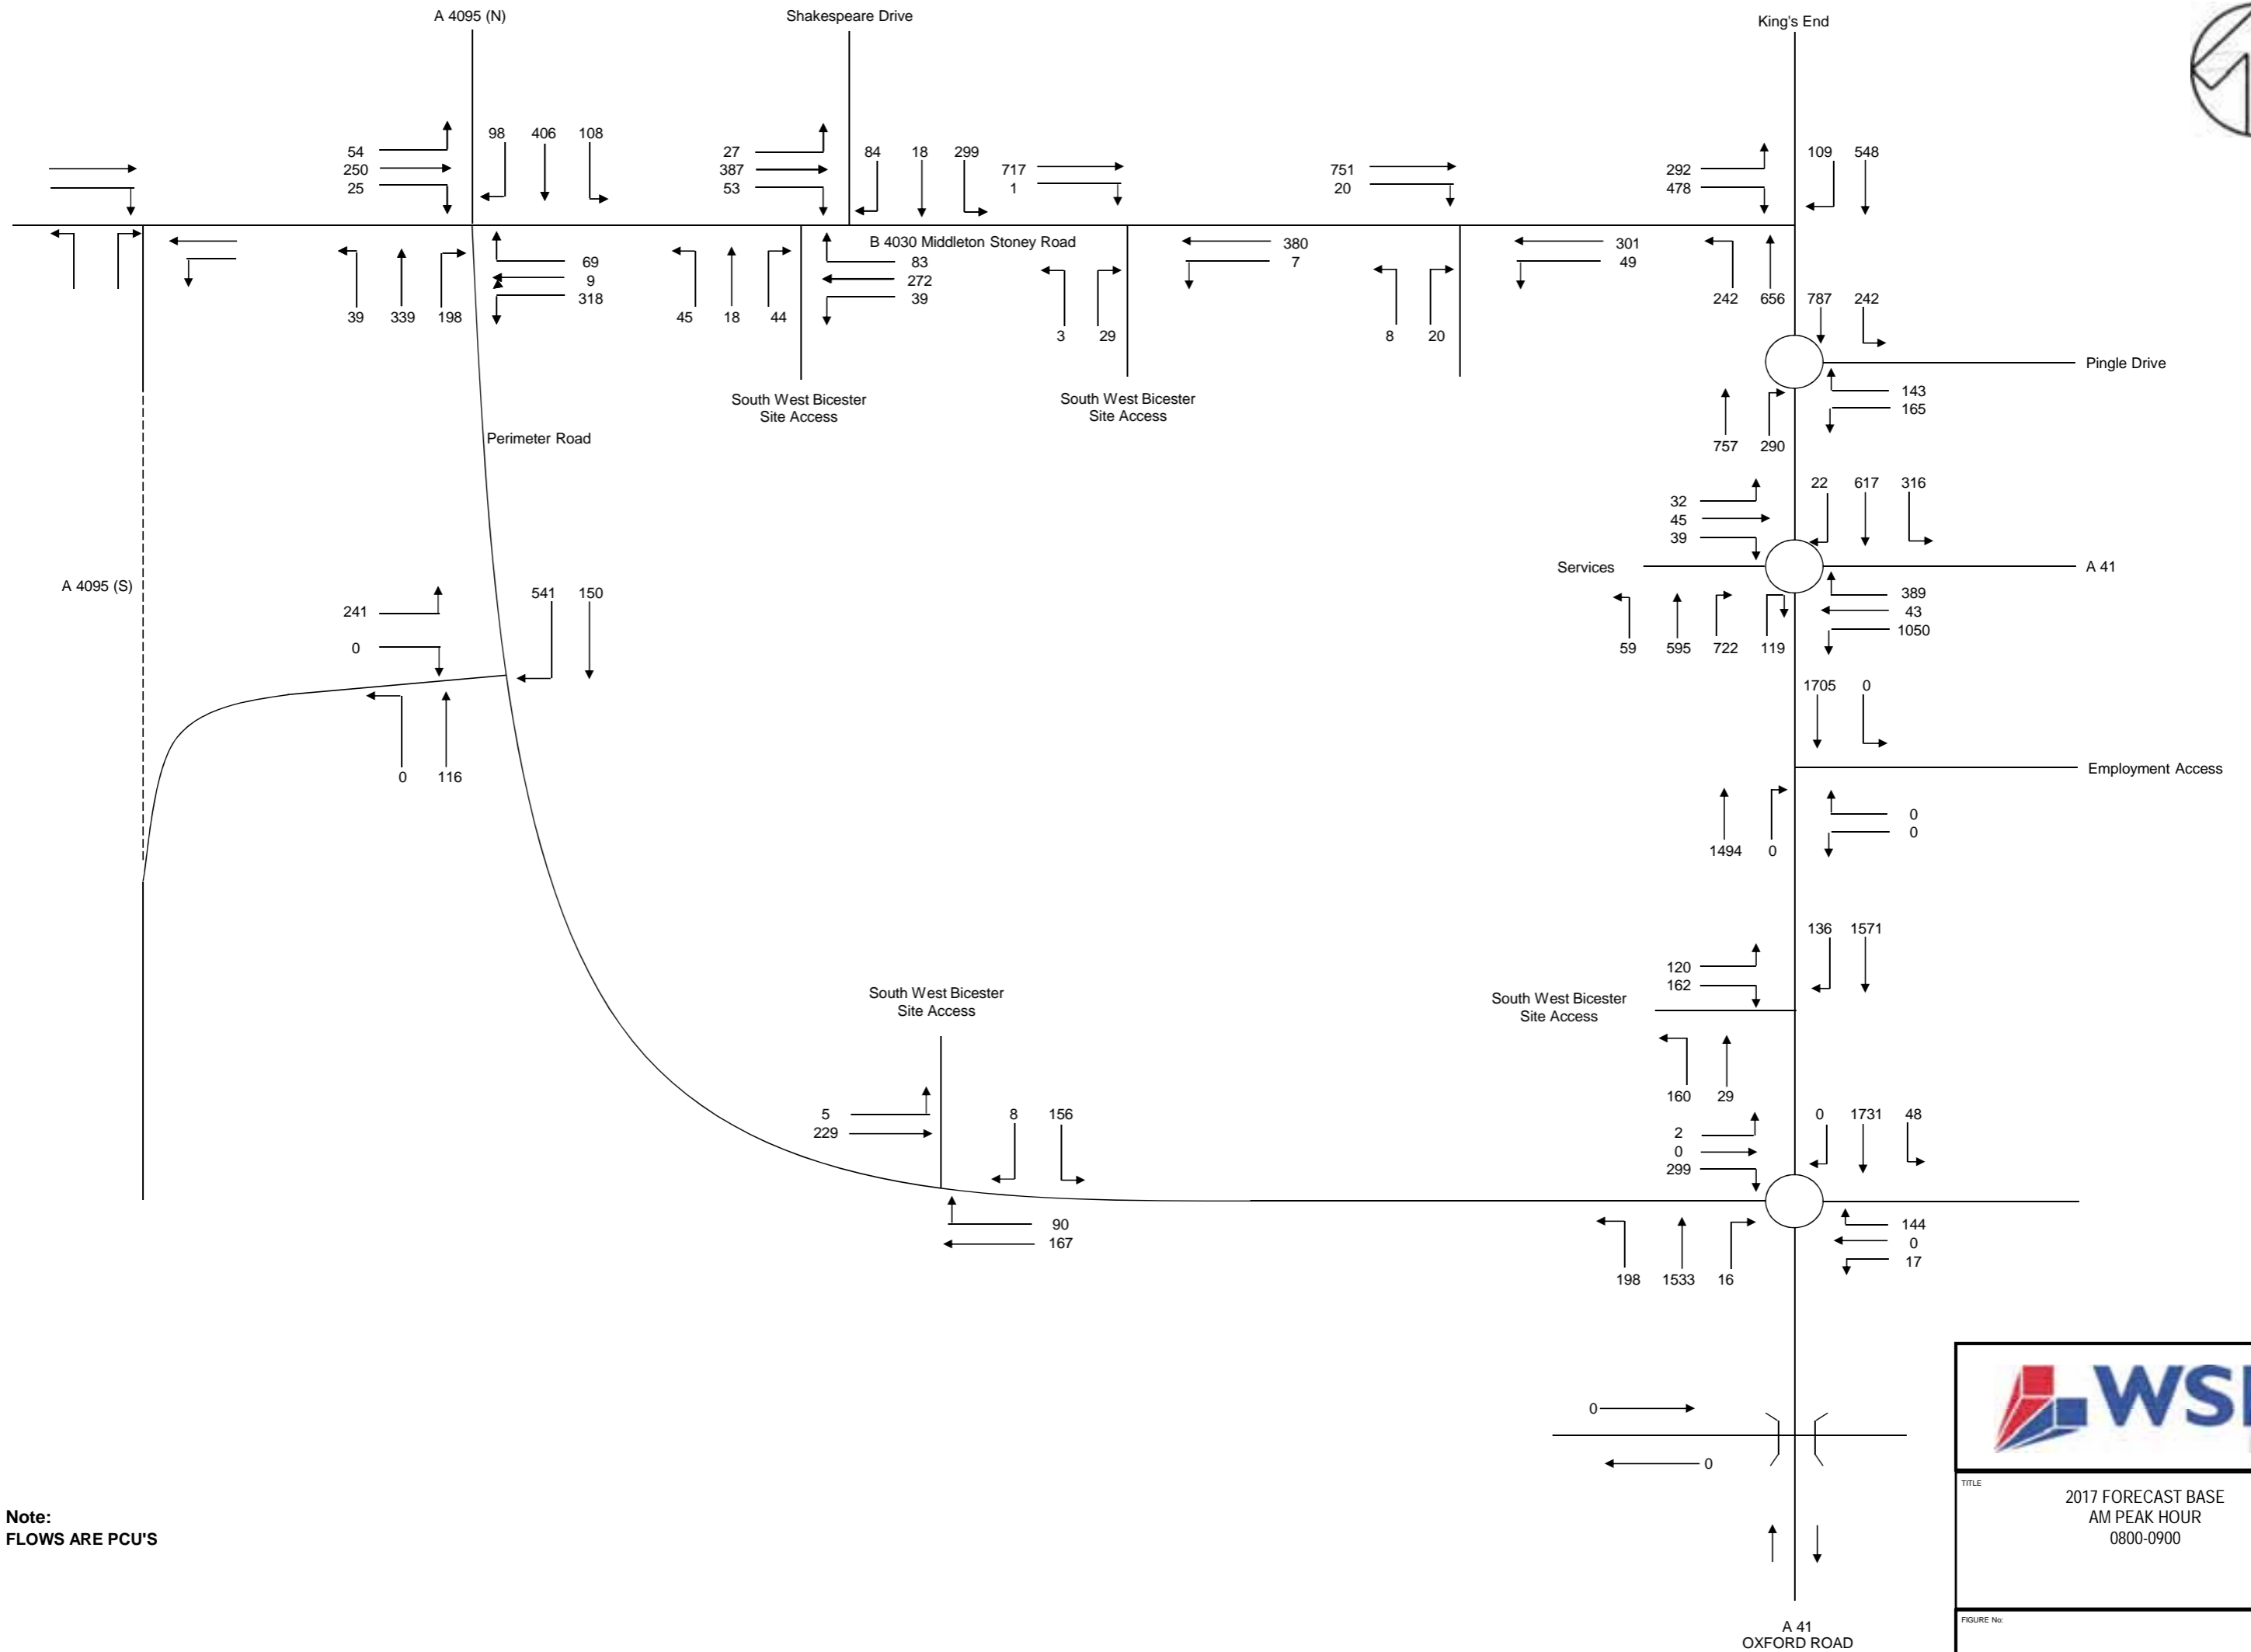 A 4095 (N)
Shakespeare Drive
King's End
98 406 108
54
250
25
27
387
53
84 18 299
717
1
751
20
292
478
109 548
B 4030 Middleton Stoney Road
69
9
318
39 339 198
83
272
39
45 18 44
380
7
3 29
301
49
8 20
242 656
787 242
South West Bicester
Site Access
South West Bicester
Site Access
Pingle Drive
143
165
757 290
Perimeter Road
32
45
39
22 617 316
Services
A 41
389
43
1050
59 595 722 119
A 4095 (S)
241
0
541 150
0 116
1705 0
Employment Access
0
0
1494 0
136 1571
120
162
South West Bicester
Site Access
160 29
South West Bicester
Site Access
5
229
8 156
90
167
2
0
299
0 1731 48
144
0
17
198 1533 16
0
0
A 41
OXFORD ROAD
Note:
FLOWS ARE PCU'S
WS
TITLE
2017 FORECAST BASE
AM PEAK HOUR
0800-0900
FIGURE No: